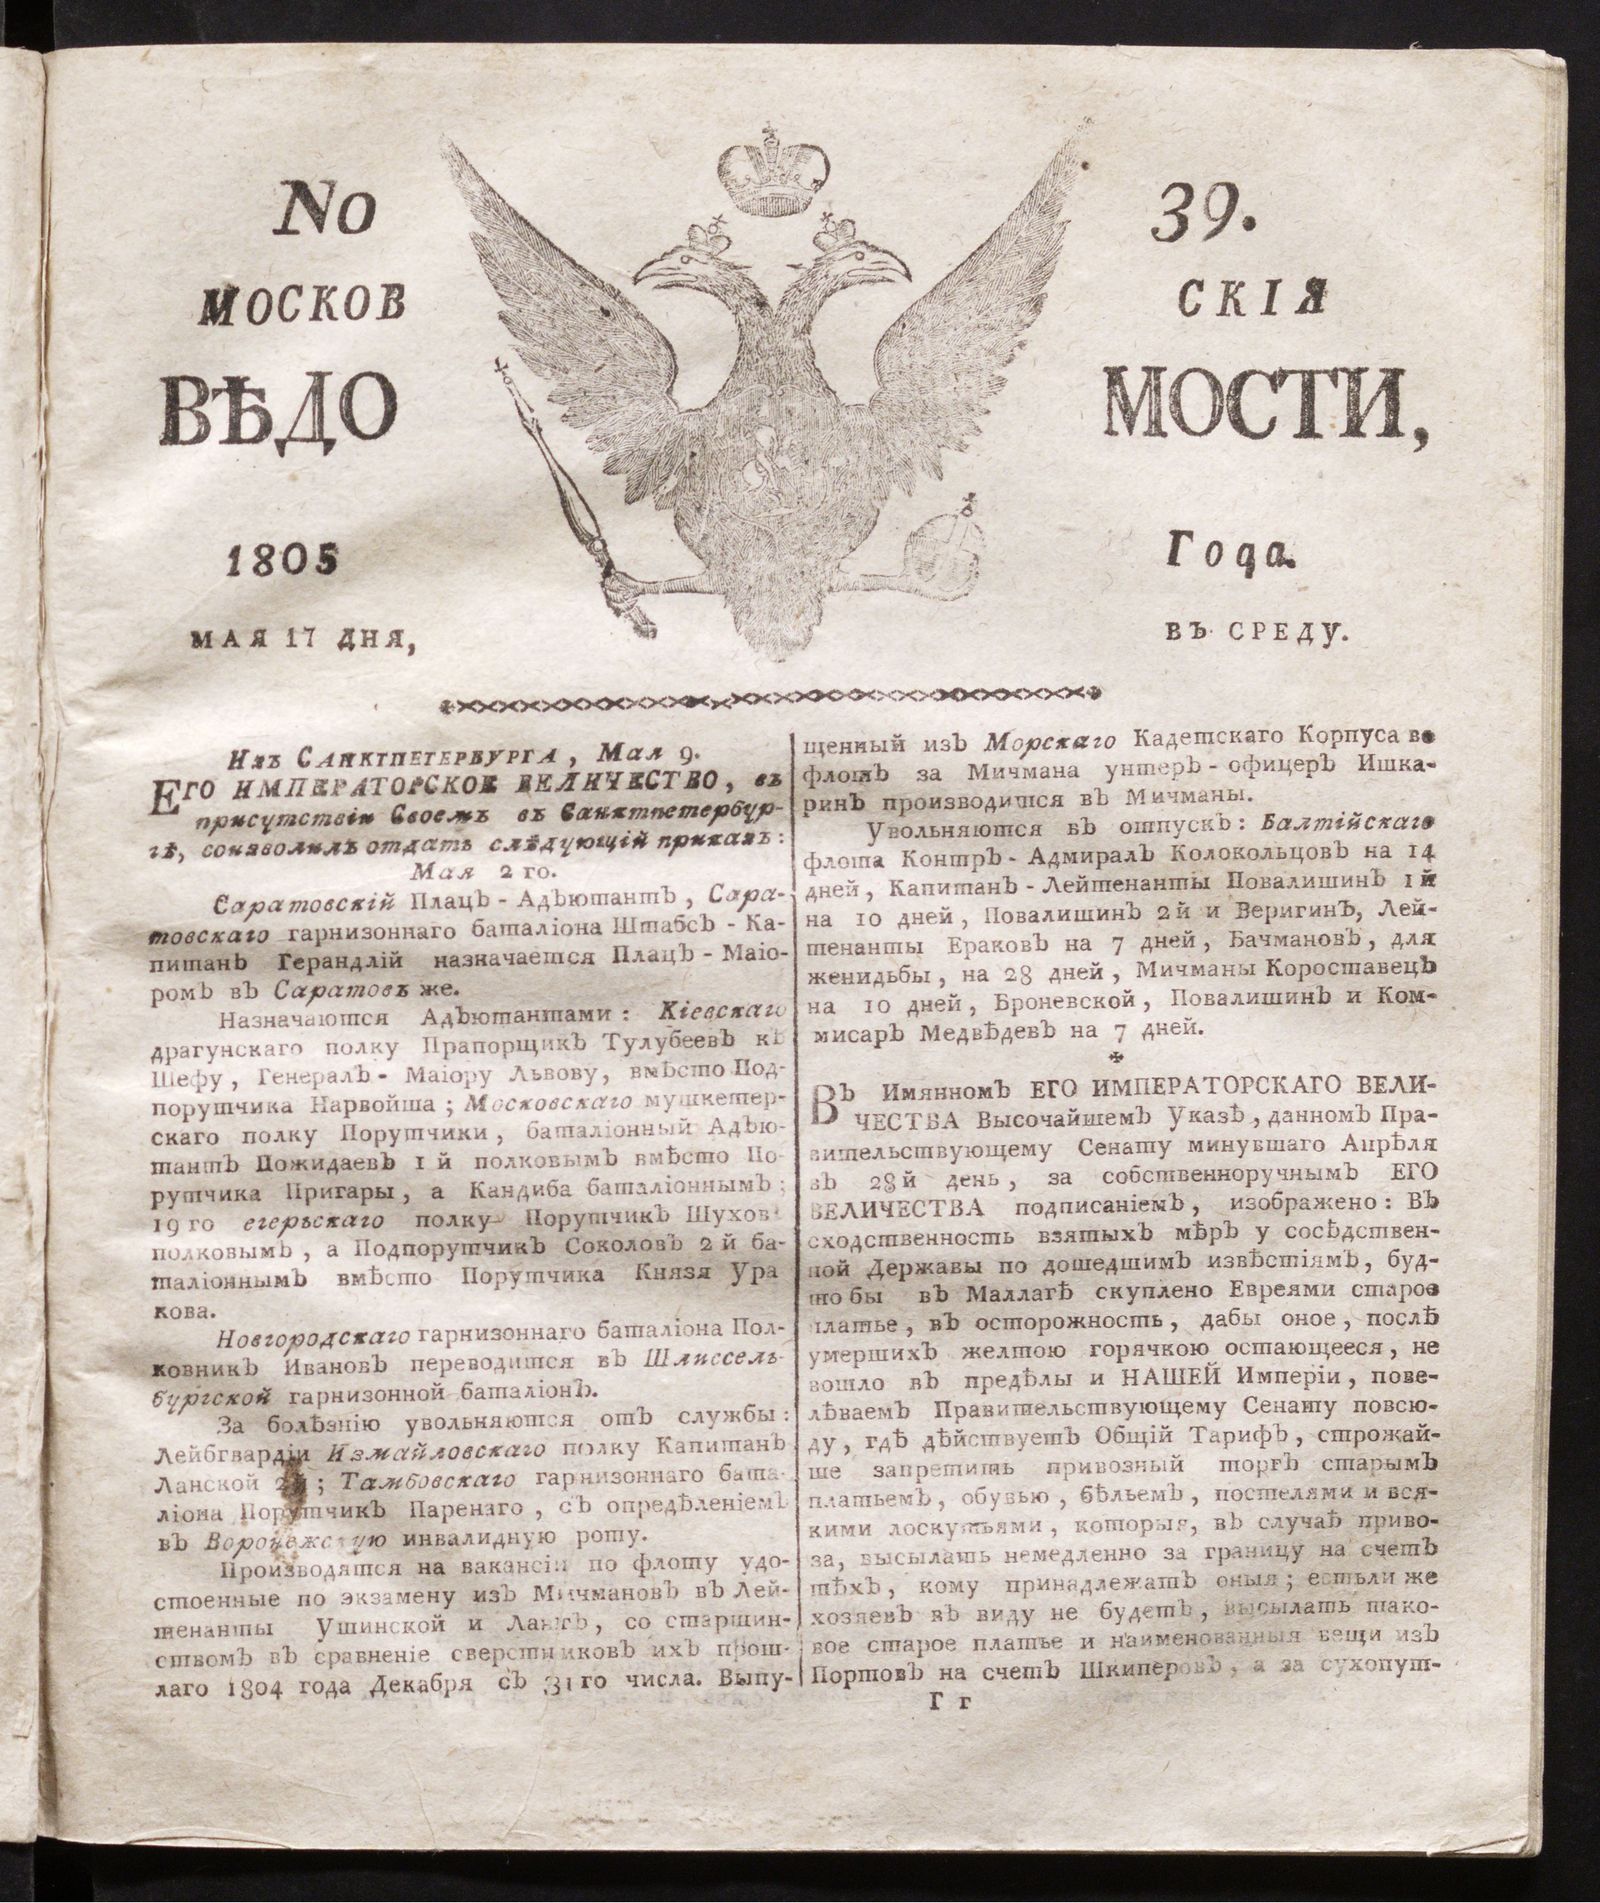 No 39.
МОСКОВ СКІЯ
ВѢДО МОСТИ,
1805 Года.
МАЯ 17 ДНЯ, ВЪ СРЕДУ.
Изъ САНКТПЕТЕРБУРГА, Мая 9.
ЕГО ИМПЕРАТОРСКОЕ ВЕЛИЧЕСТВО, въ
присутствіи Своемъ въ Санктпетербур-
гѣ, соизволилъ отдать слѣдующій приказъ:
Мая 2 го.
Саратовскій Плацъ-Адъютантъ, Сара-
товскаго гарнизоннаго баталіона Штабсъ-Ка-
питанъ Герандлій назначается Плацъ-Маіо-
ромъ въ Саратовъ же.
Назначаются Адъютантами: Кіевскаго
драгунскаго полку Прапорщикъ Тулубеевъ къ
Шефу, Генералъ-Маіору Львову, вмѣсто Под-
порутчика Нарвойша; Московскаго мушкетер-
скаго полку Порутчики, баталіонный Адъю-
тантъ Пожидаевъ 1 й полковымъ вмѣсто По-
рутчика Пригары, а Кандиба баталіоннымъ;
19 го егерьскаго полку Порутчикъ Шухов
полковымъ, а Подпорутчикъ Соколовъ 2 й ба-
таліоннымъ вмѣсто Порутчика Князя Ура
кова.
Новгородскаго гарнизоннаго баталіона Пол-
ковникъ Ивановъ переводится въ Шлиссель-
бургской гарнизонной баталіонъ.
За болѣзнію увольняются отъ службы:
Лейбгвардіи Измайловскаго полку Капитанъ
Ланской 2й; Тамбовскаго гарнизоннаго бата-
ліона Порутчикъ Паренаго, съ опредѣленіемъ
въ Воронежскую инвалидную роту.
Производятся на вакансіи по флоту удо-
стоенные по экзамену изъ Мичмановъ въ Лей-
тенанты Ушинской и Лангъ, со старшин-
ствомъ въ сравненіе сверстниковъ ихъ прош-
лаго 1804 года Декабря съ 31 го числа. Выпу-
щенный изъ Морскаго Кадетскаго Корпуса во
флотъ за Мичмана унтеръ-офицеръ Ишка-
ринъ производится въ Мичманы.
Увольняются въ отпускъ: Балтійскаго
флота Контръ-Адмиралъ Колокольцовъ на 14
дней, Капитанъ-Лейтенанты Повалишинъ 1й
на 10 дней, Повалишинъ 2й и Веригинъ, Лей-
тенанты Ераковъ на 7 дней, Бачмановъ, для
женидьбы, на 28 дней, Мичманы Короставецъ
на 10 дней, Броневской, Повалишинъ и Ком-
мисаръ Медвѣдевъ на 7 дней.
ВЪ Имянномъ ЕГО ИМПЕРАТОРСКАГО ВЕЛИ-
ЧЕСТВА Высочайшемъ Указѣ, данномъ Пра-
вительствующему Сенату минувшаго Апрѣля
въ 28й день, за собственноручнымъ ЕГО
ВЕЛИЧЕСТВА подписаніемъ, изображено: Въ
сходственность взятыхъ мѣръ у сосѣдствен-
ной Державы по дошедшимъ извѣстіямъ, буд-
то бы въ Маллагѣ скуплено Евреями старое
платье, въ осторожность, дабы оное, послѣ
умершихъ желтою горячкою остающееся, не
вошло въ предѣлы и НАШЕЙ Имперіи, пове-
лѣваемъ Правительствующему Сенату повсю-
ду, гдѣ дѣйствуетъ Общій Тарифъ, строжай-
ше запретить привозный торгъ старымъ
платьемъ, обувью, бѣльемъ, постелями и вся-
кими лоскутьями, которыя, въ случаѣ приво-
за, высылать немедленно за границу на счетъ
тѣхъ, кому принадлежатъ оныя; естьли же
хозяевъ въ виду не будетъ, высылать тако-
вое старое платье и наименованныя вещи изъ
Портовъ на счетъ Шкиперовъ, а за сухопут-
Г г